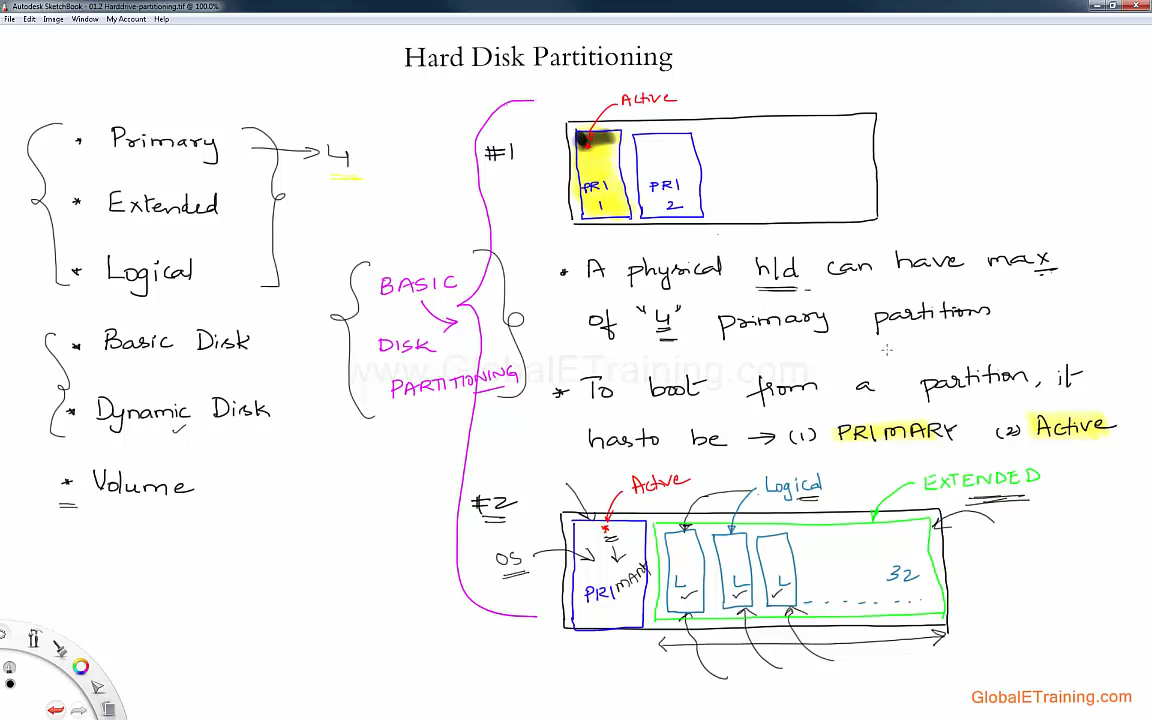 Autodesk SketchBook - 01.2 Harddrive-partitioning.tif @ 100.0%
File Edit Image Window My Account Help
Hard Disk Partitioning
* Primary → 4
* Extended
* Logical
* Basic Disk
* Dynamic Disk
* Volume
BASIC
DISK
PARTITIONING
#1
Active
PRI
1
PRI
2
* A physical h/d can have max
of "4" primary partitions
* To boot from a partition, it
has to be → (1) PRIMARY (2) Active
#2
Active
Logical
EXTENDED
OS
PRIMARY
L
L
L
32
www.GlobalETraining.com
GlobalETraining.com